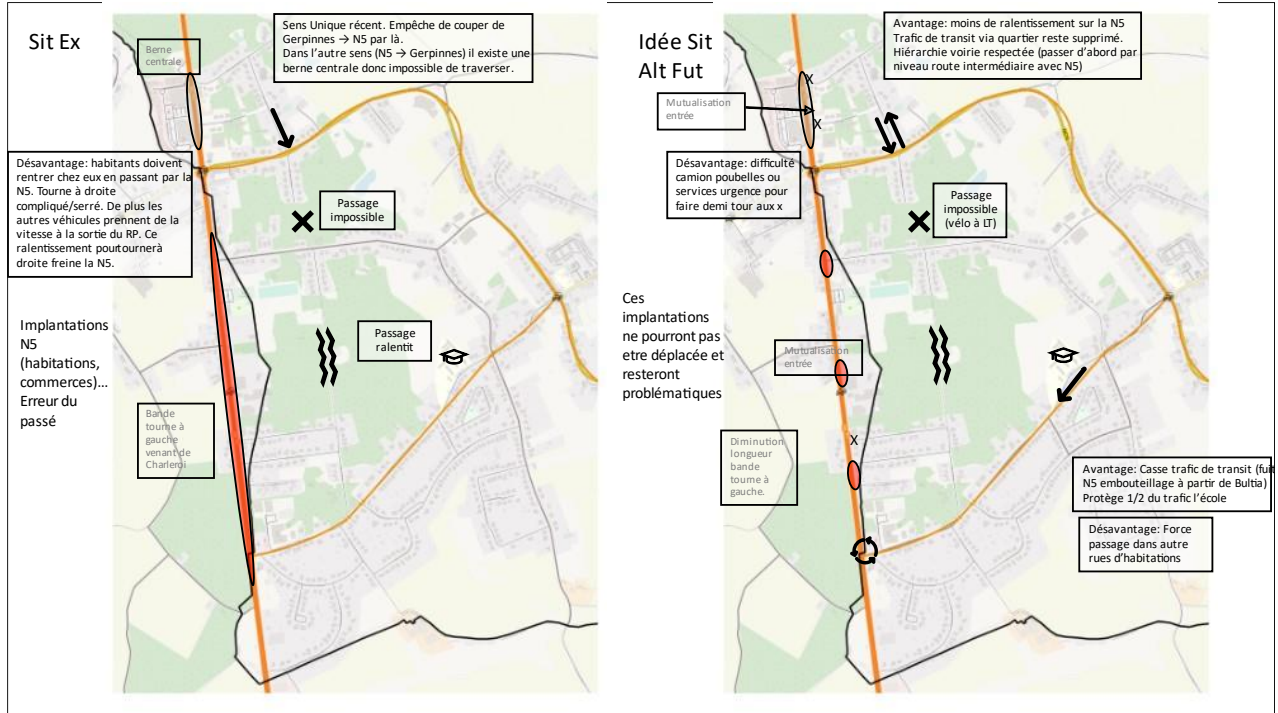 Sit Ex
Berne
centrale
Sens Unique récent. Empêche de couper de
Gerpinnes → N5 par là.
Dans l'autre sens (N5 → Gerpinnes) il existe une
berne centrale donc impossible de traverser.
Désavantage: habitants doivent
rentrer chez eux en passant par la
N5. Tourne à droite
compliqué/serré. De plus les
autres véhicules prennent de la
vitesse à la sortie du RP. Ce
ralentissement pourtournerà
droite freine la N5.
Passage
impossible
Implantations
N5
(habitations,
commerces)...
Erreur du
passé
Passage
ralentit
Bande
tourne à
gauche
venant de
Charleroi
Idée Sit
Alt Fut
Mutualisation
entrée
X
X
Avantage: moins de ralentissement sur la N5
Trafic de transit via quartier reste supprimé.
Hiérarchie voirie respectée (passer d'abord par
niveau route intermédiaire avec N5)
Désavantage: difficulté
camion poubelles ou
services urgence pour
faire demi tour aux x
Passage
impossible
(vélo à LT)
Ces
implantations
ne pourront pas
etre déplacée et
resteront
problématiques
Mutualisation
entrée
Diminution
longueur
bande
tourne à
gauche.
X
Avantage: Casse trafic de transit (fuit
N5 embouteillage à partir de Bultia)
Protège 1/2 du trafic l'école
Désavantage: Force
passage dans autre
rues d'habitations